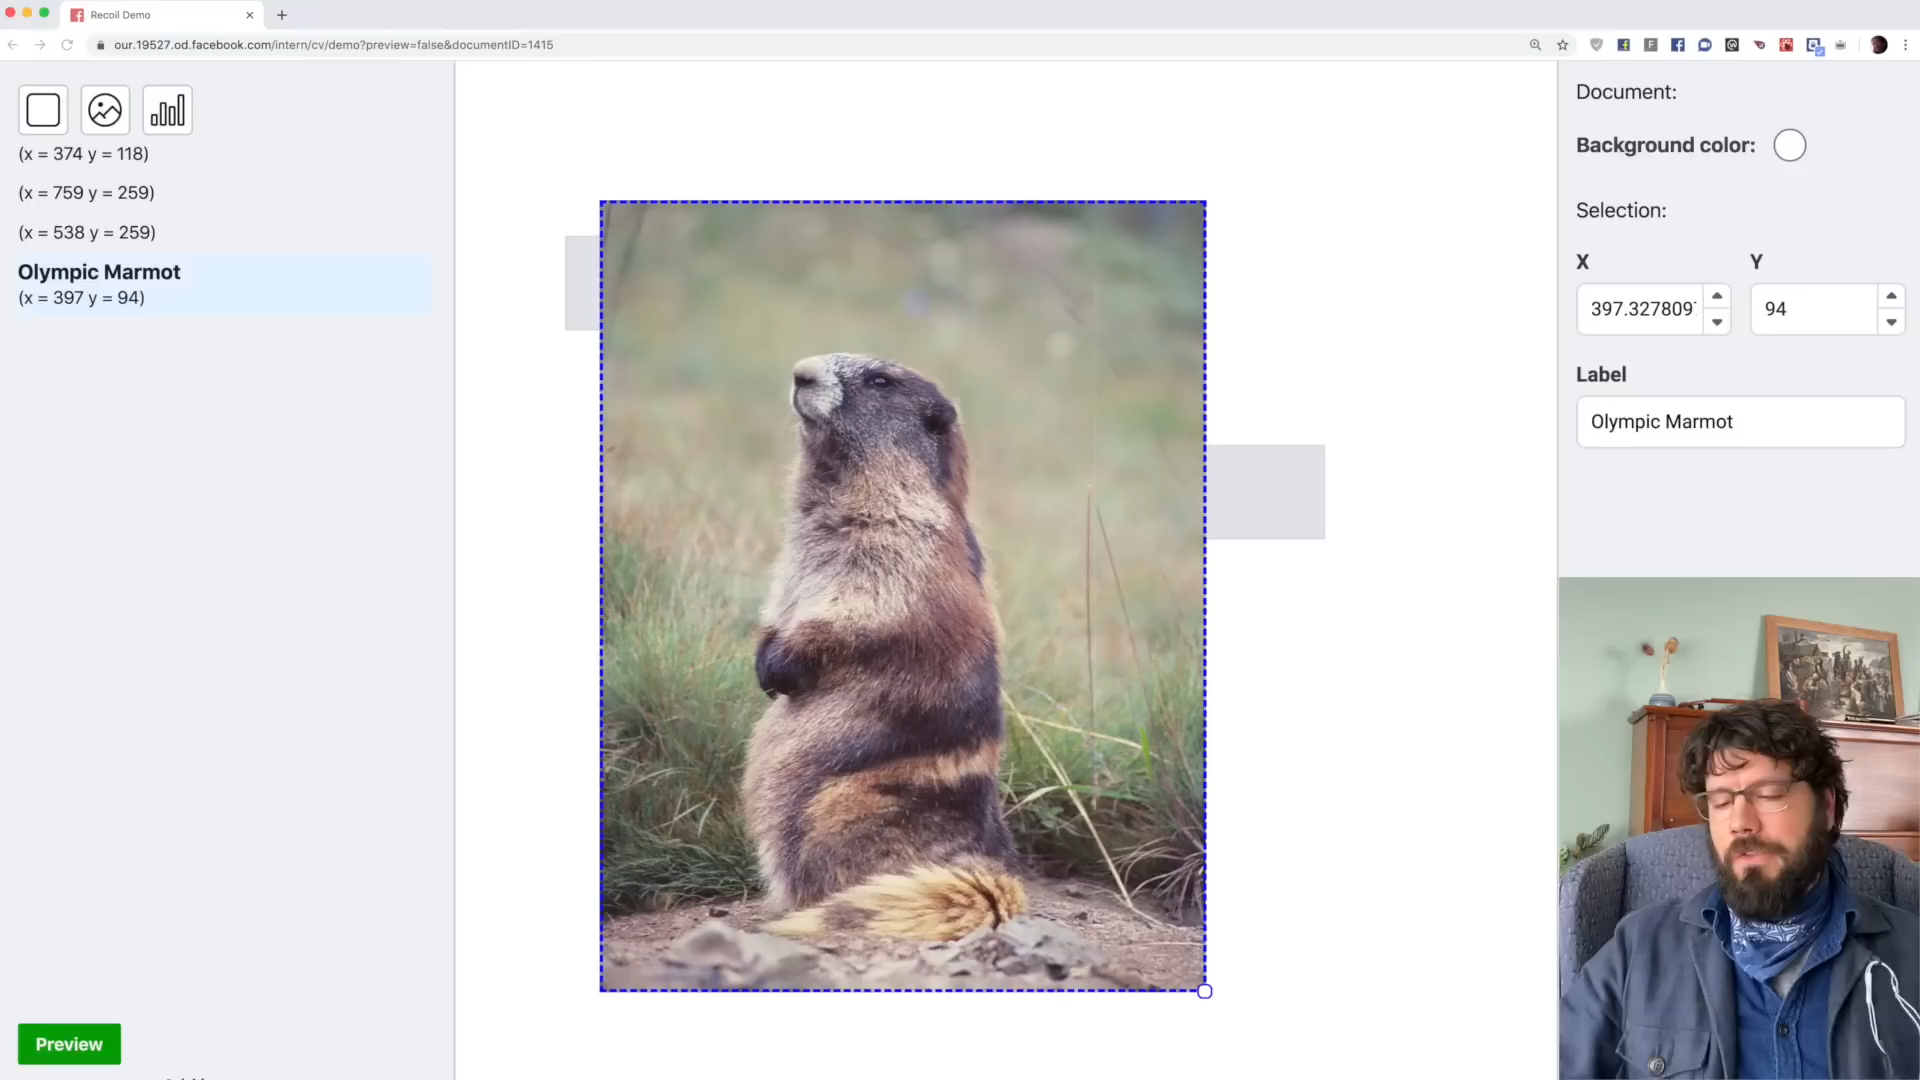 Recoil Demo
our.19527.od.facebook.com/intern/cv/demo?preview=false&documentID=1415
(x = 374 y = 118)
(x = 759 y = 259)
(x = 538 y = 259)
Olympic Marmot
(x = 397 y = 94)
Preview
Document:
Background color:
Selection:
X
Y
397.327809
94
Label
Olympic Marmot